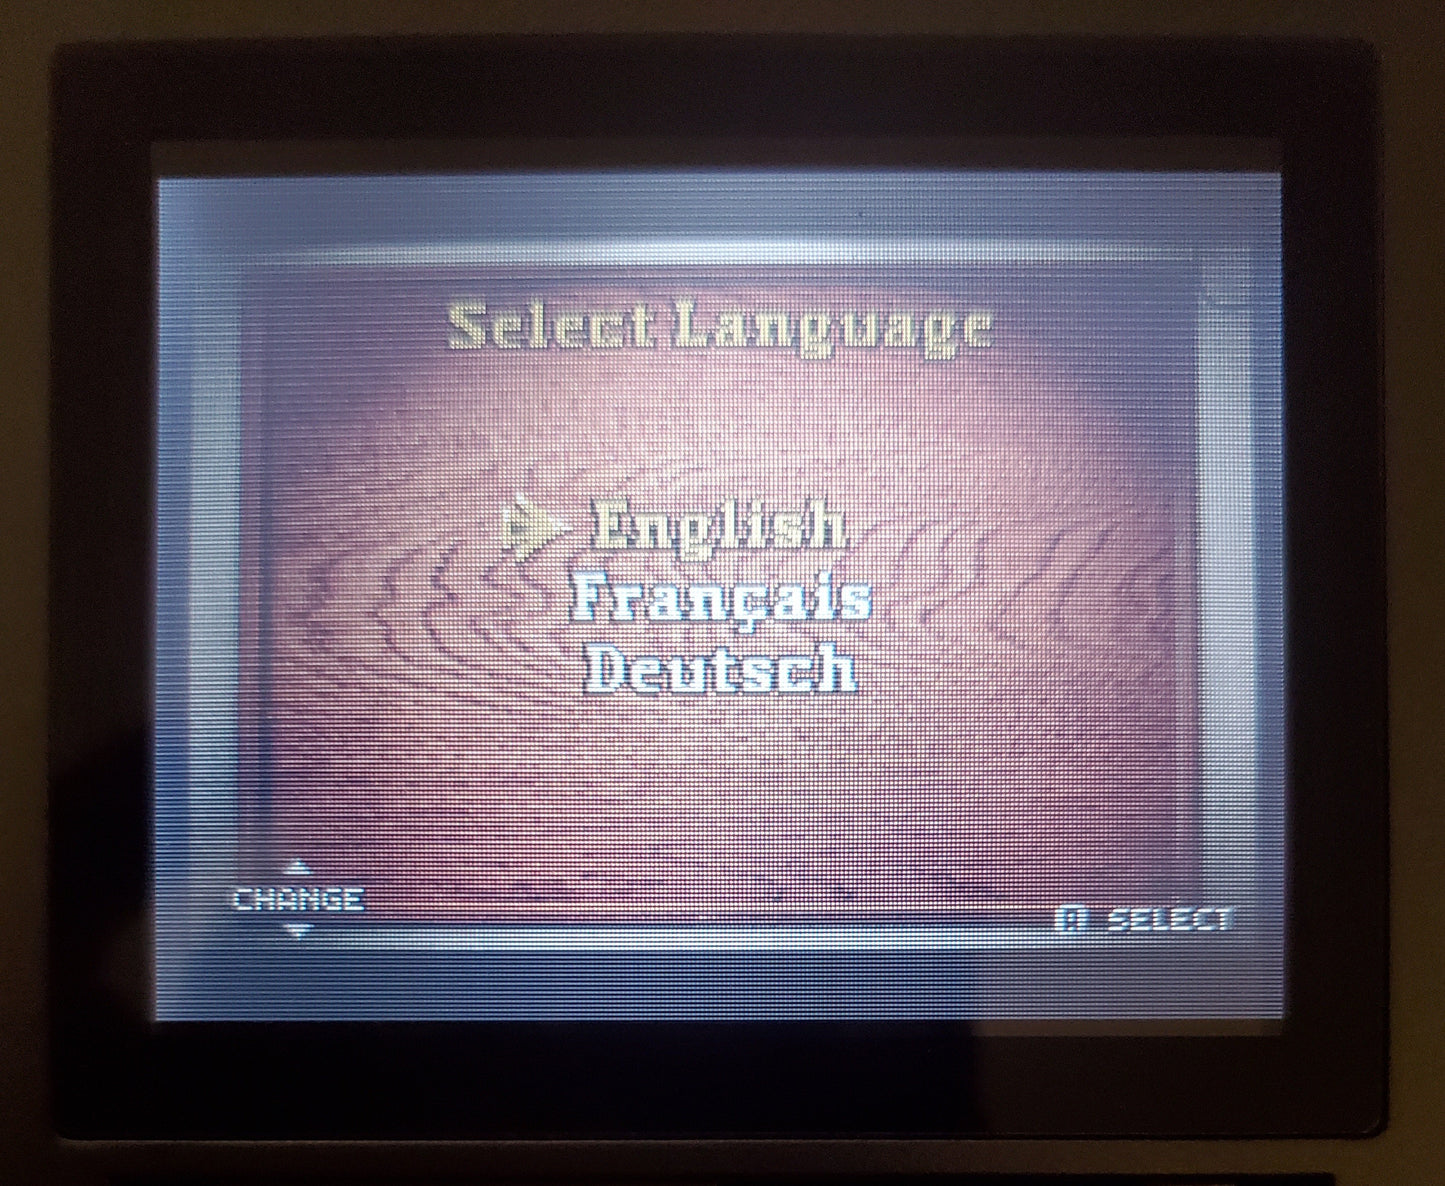 Select Language
English
Français
Deutsch
CHANGE
A SELECT